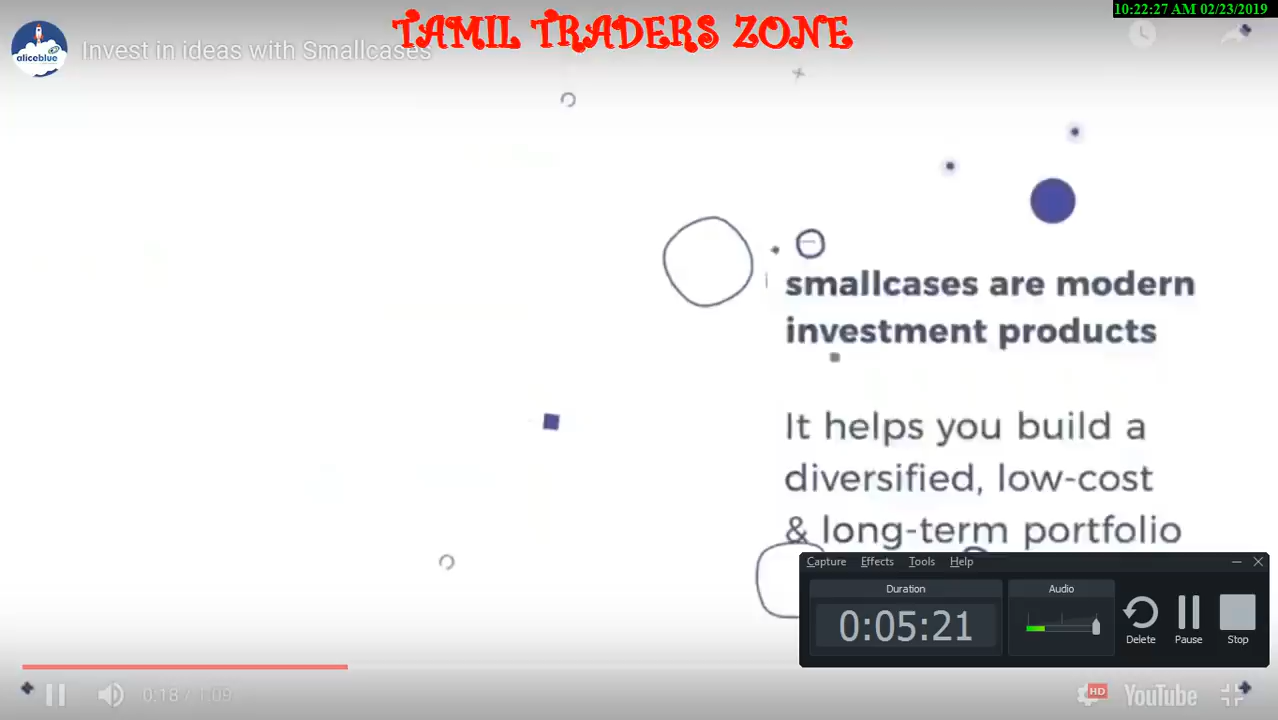 TAMIL TRADERS ZONE
10:22:27 AM 02/23/2019
aliceblue
Invest in ideas with Smallcases
smallcases are modern
investment products
It helps you build a
diversified, low-cost
& long-term portfolio
Capture Effects Tools Help
Duration
Audio
0:05:21
Delete Pause Stop
0:18 / 1:09
HD
YouTube